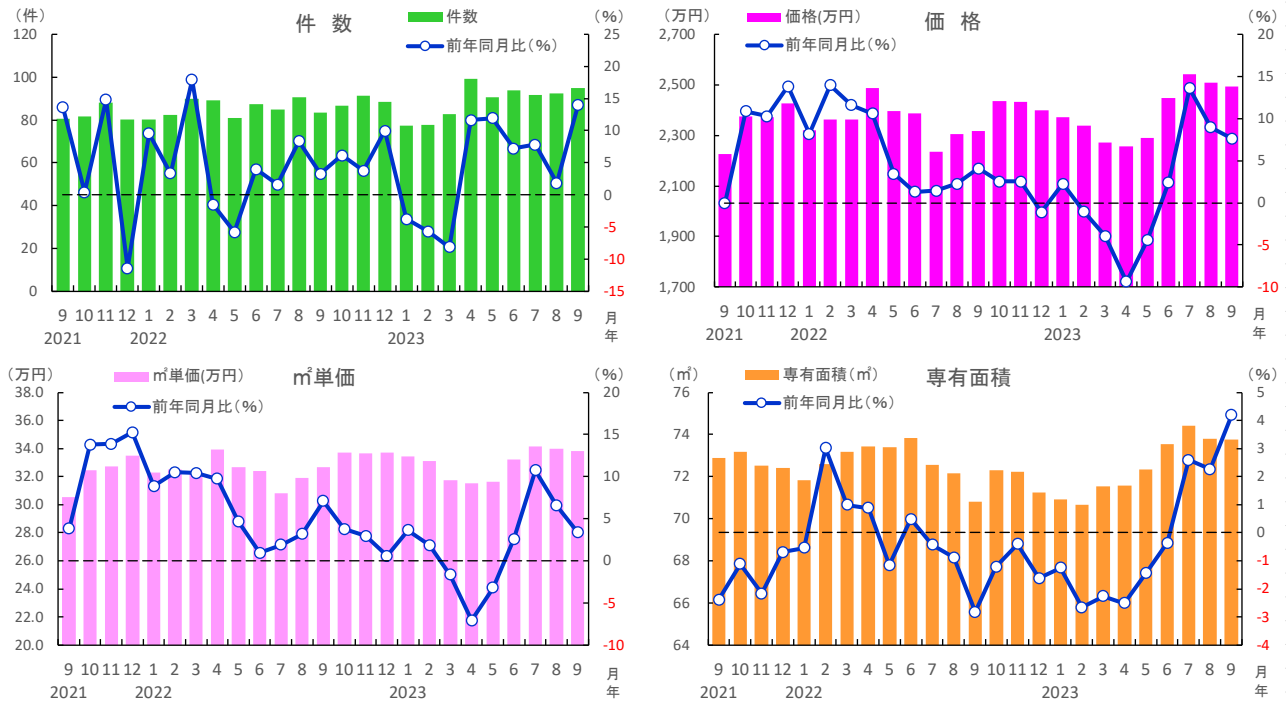 （件）
件 数
（%）
件数
前年同月比（%）
120
100
80
60
40
20
0
25
20
15
10
5
0
-5
-10
-15
9 10 11 12 1 2 3 4 5 6 7 8 9 10 11 12 1 2 3 4 5 6 7 8 9 月
2021 2022 2023 年
（万円）
価 格
（%）
価格(万円)
前年同月比（%）
2,700
2,500
2,300
2,100
1,900
1,700
20
15
10
5
0
-5
-10
9 10 11 12 1 2 3 4 5 6 7 8 9 10 11 12 1 2 3 4 5 6 7 8 9 月
2021 2022 2023 年
（万円）
㎡単価
（%）
㎡単価(万円)
前年同月比（%）
38.0
36.0
34.0
32.0
30.0
28.0
26.0
24.0
22.0
20.0
20
15
10
5
0
-5
-10
9 10 11 12 1 2 3 4 5 6 7 8 9 10 11 12 1 2 3 4 5 6 7 8 9 月
2021 2022 2023 年
（㎡）
専有面積
（%）
専有面積（㎡）
前年同月比（%）
76
74
72
70
68
66
64
5
4
3
2
1
0
-1
-2
-3
-4
9 10 11 12 1 2 3 4 5 6 7 8 9 10 11 12 1 2 3 4 5 6 7 8 9 月
2021 2022 2023 年